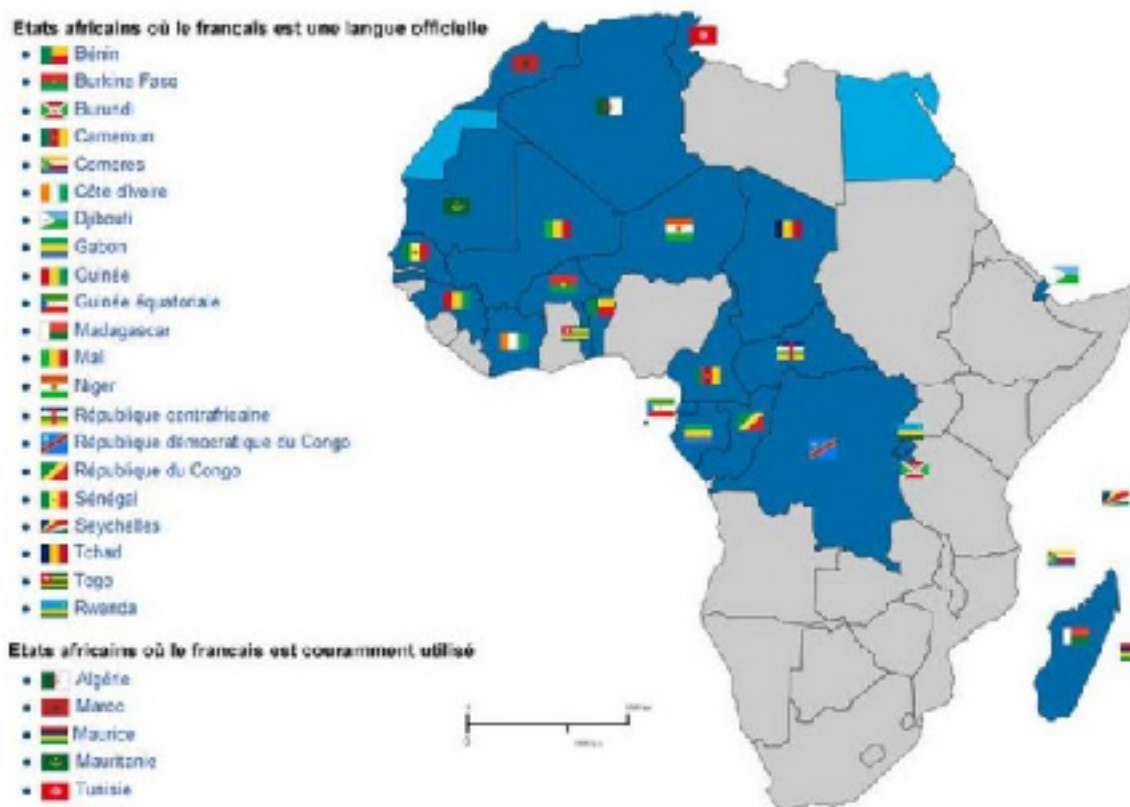 Etats africains où le francais est une langue officielle
Bénin
Burkina Faso
Burundi
Cameroun
Comores
Côte d'Ivoire
Djibouti
Gabon
Guinée
Guinée équatoriale
Madagascar
Mali
Niger
République centrafricaine
République démocratique du Congo
République du Congo
Sénégal
Seychelles
Tchad
Togo
Rwanda
Etats africains où le francais est couramment utilisé
Algérie
Maroc
Maurice
Mauritanie
Tunisie